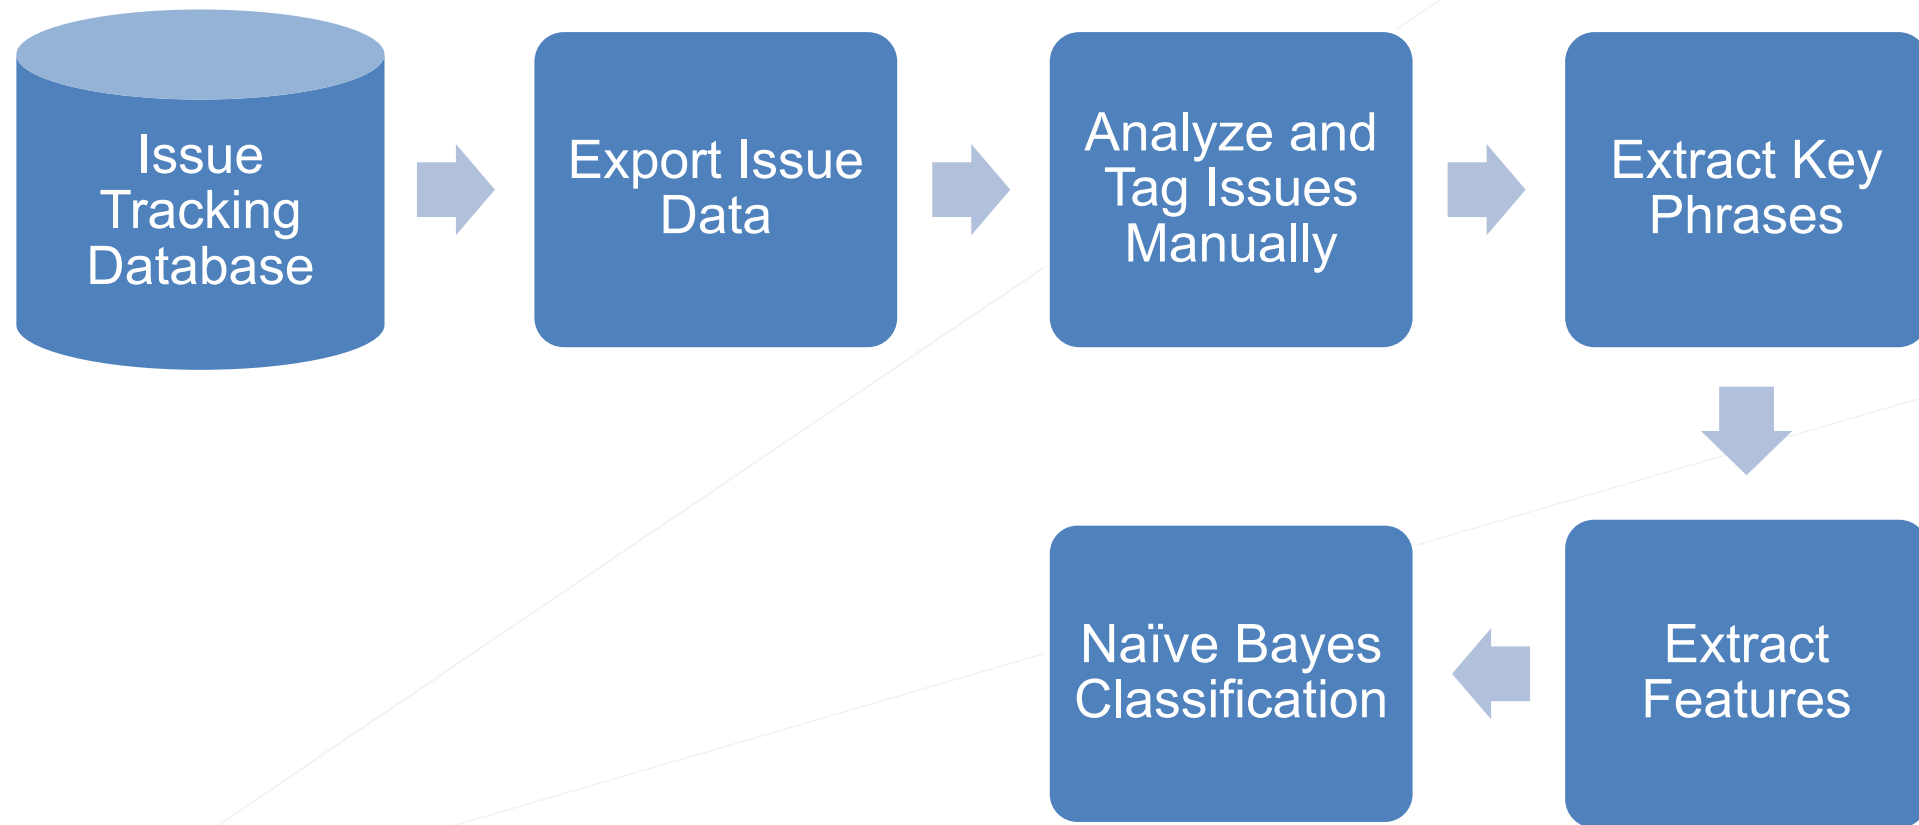 Issue
Tracking
Database
Export Issue
Data
Analyze and
Tag Issues
Manually
Extract Key
Phrases
Extract
Features
Naïve Bayes
Classification